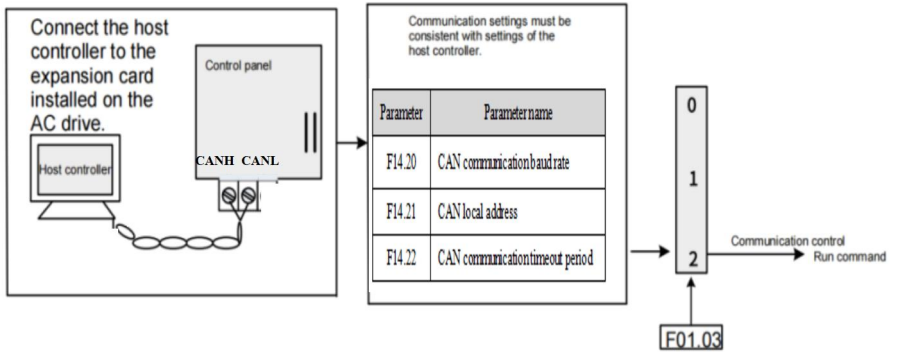 Connect the host
controller to the
expansion card
installed on the
AC drive.
Control panel
CANH CANL
Host controller
Communication settings must be
consistent with settings of the
host controller.
Parameter Parameter name
F14.20 CAN communication baud rate
F14.21 CAN local address
F14.22 CAN communication timeout period
0
1
2
Communication control
Run command
F01.03